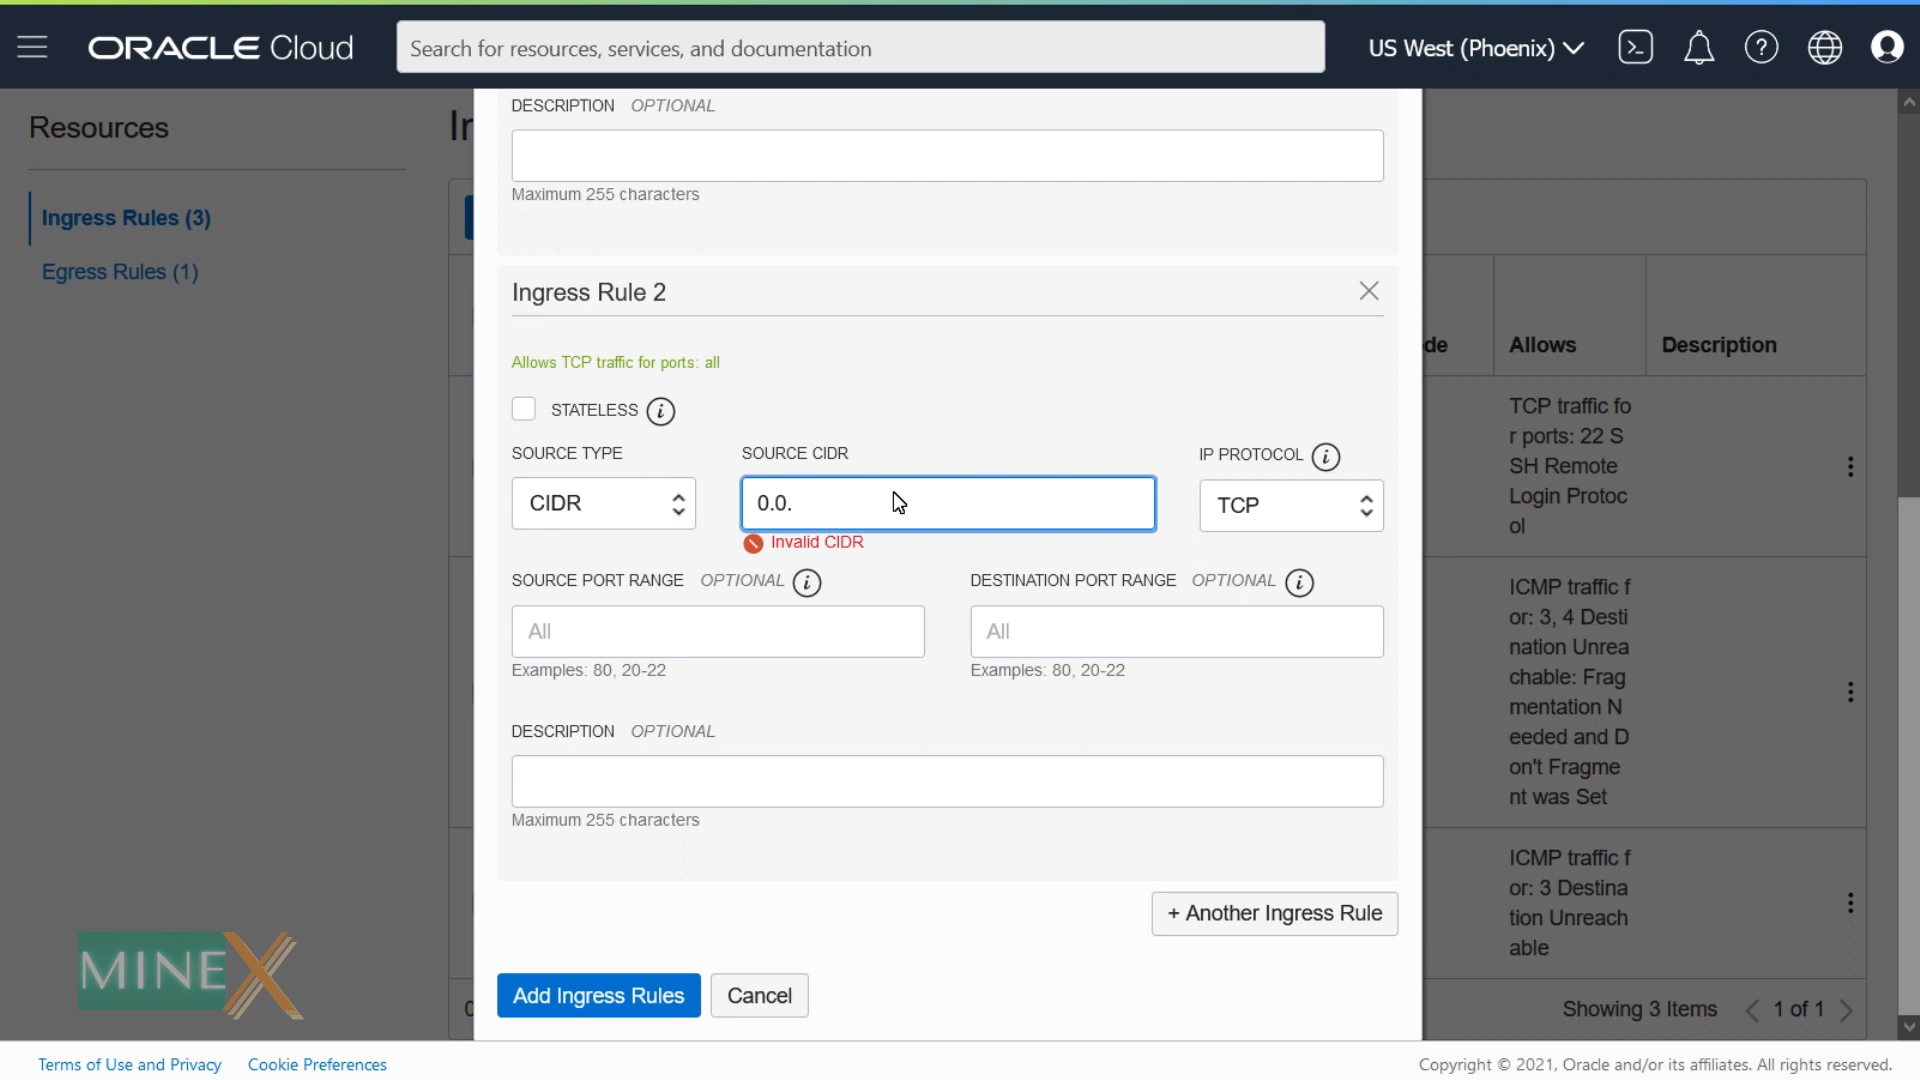 ORACLE Cloud
Search for resources, services, and documentation
US West (Phoenix)
Resources
Ingress Rules (3)
Egress Rules (1)
DESCRIPTION OPTIONAL
Maximum 255 characters
Ingress Rule 2
Allows TCP traffic for ports: all
STATELESS
SOURCE TYPE
SOURCE CIDR
IP PROTOCOL
CIDR
0.0.
TCP
Invalid CIDR
SOURCE PORT RANGE OPTIONAL
DESTINATION PORT RANGE OPTIONAL
All
All
Examples: 80, 20-22
Examples: 80, 20-22
DESCRIPTION OPTIONAL
Maximum 255 characters
+ Another Ingress Rule
Add Ingress Rules
Cancel
de
Allows
Description
TCP traffic fo
r ports: 22 S
SH Remote
Login Protoc
ol
ICMP traffic f
or: 3, 4 Desti
nation Unrea
chable: Frag
mentation N
eeded and D
on't Fragme
nt was Set
ICMP traffic f
or: 3 Destina
tion Unreach
able
Showing 3 Items
1 of 1
MINEX
Terms of Use and Privacy
Cookie Preferences
Copyright © 2021, Oracle and/or its affiliates. All rights reserved.